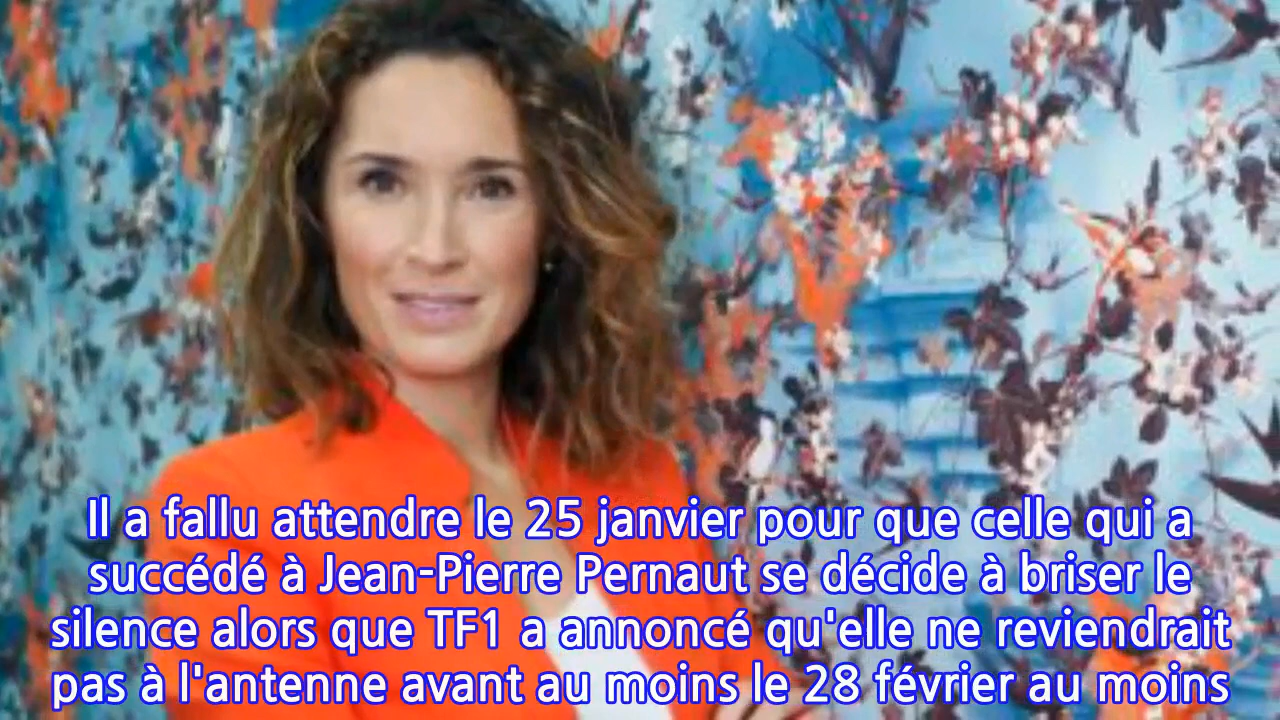 Il a fallu attendre le 25 janvier pour que celle qui a
succédé à Jean-Pierre Pernaut se décide à briser le
silence alors que TF1 a annoncé qu'elle ne reviendrait
pas à l'antenne avant au moins le 28 février au moins